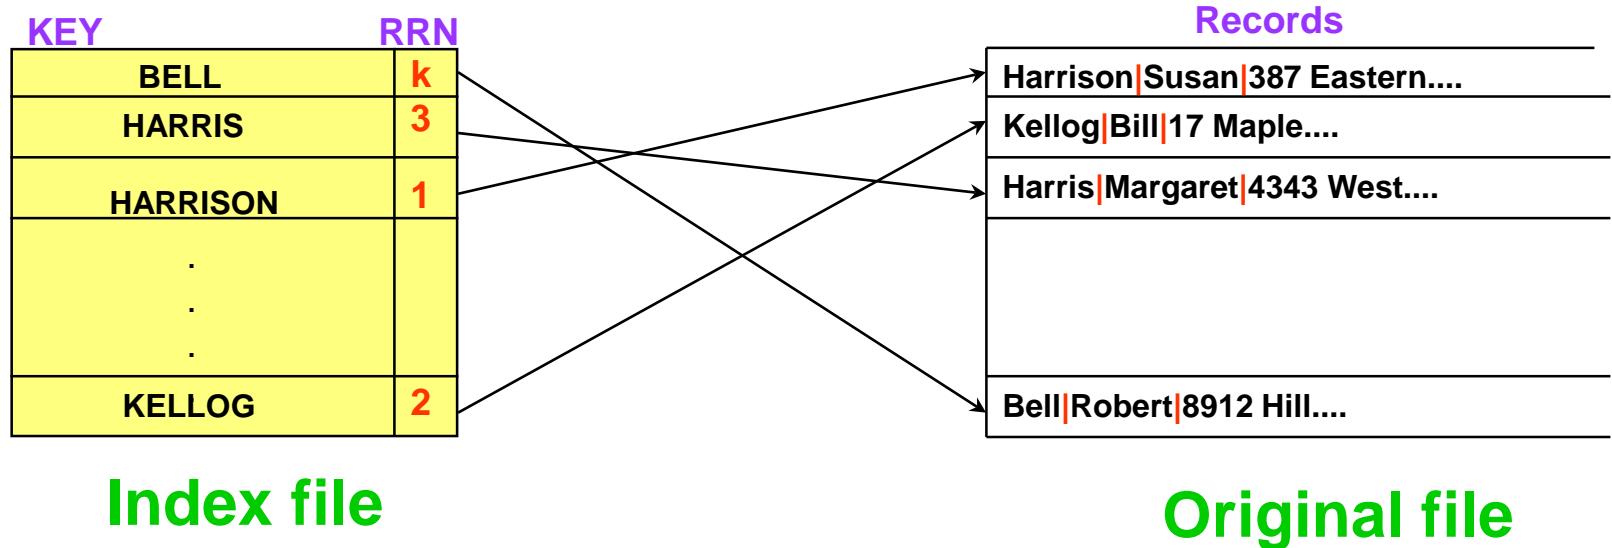 KEY RRN
BELL k
HARRIS 3
HARRISON 1
.
.
.
KELLOG 2
Index file
Records
Harrison|Susan|387 Eastern....
Kellog|Bill|17 Maple....
Harris|Margaret|4343 West....
Bell|Robert|8912 Hill....
Original file